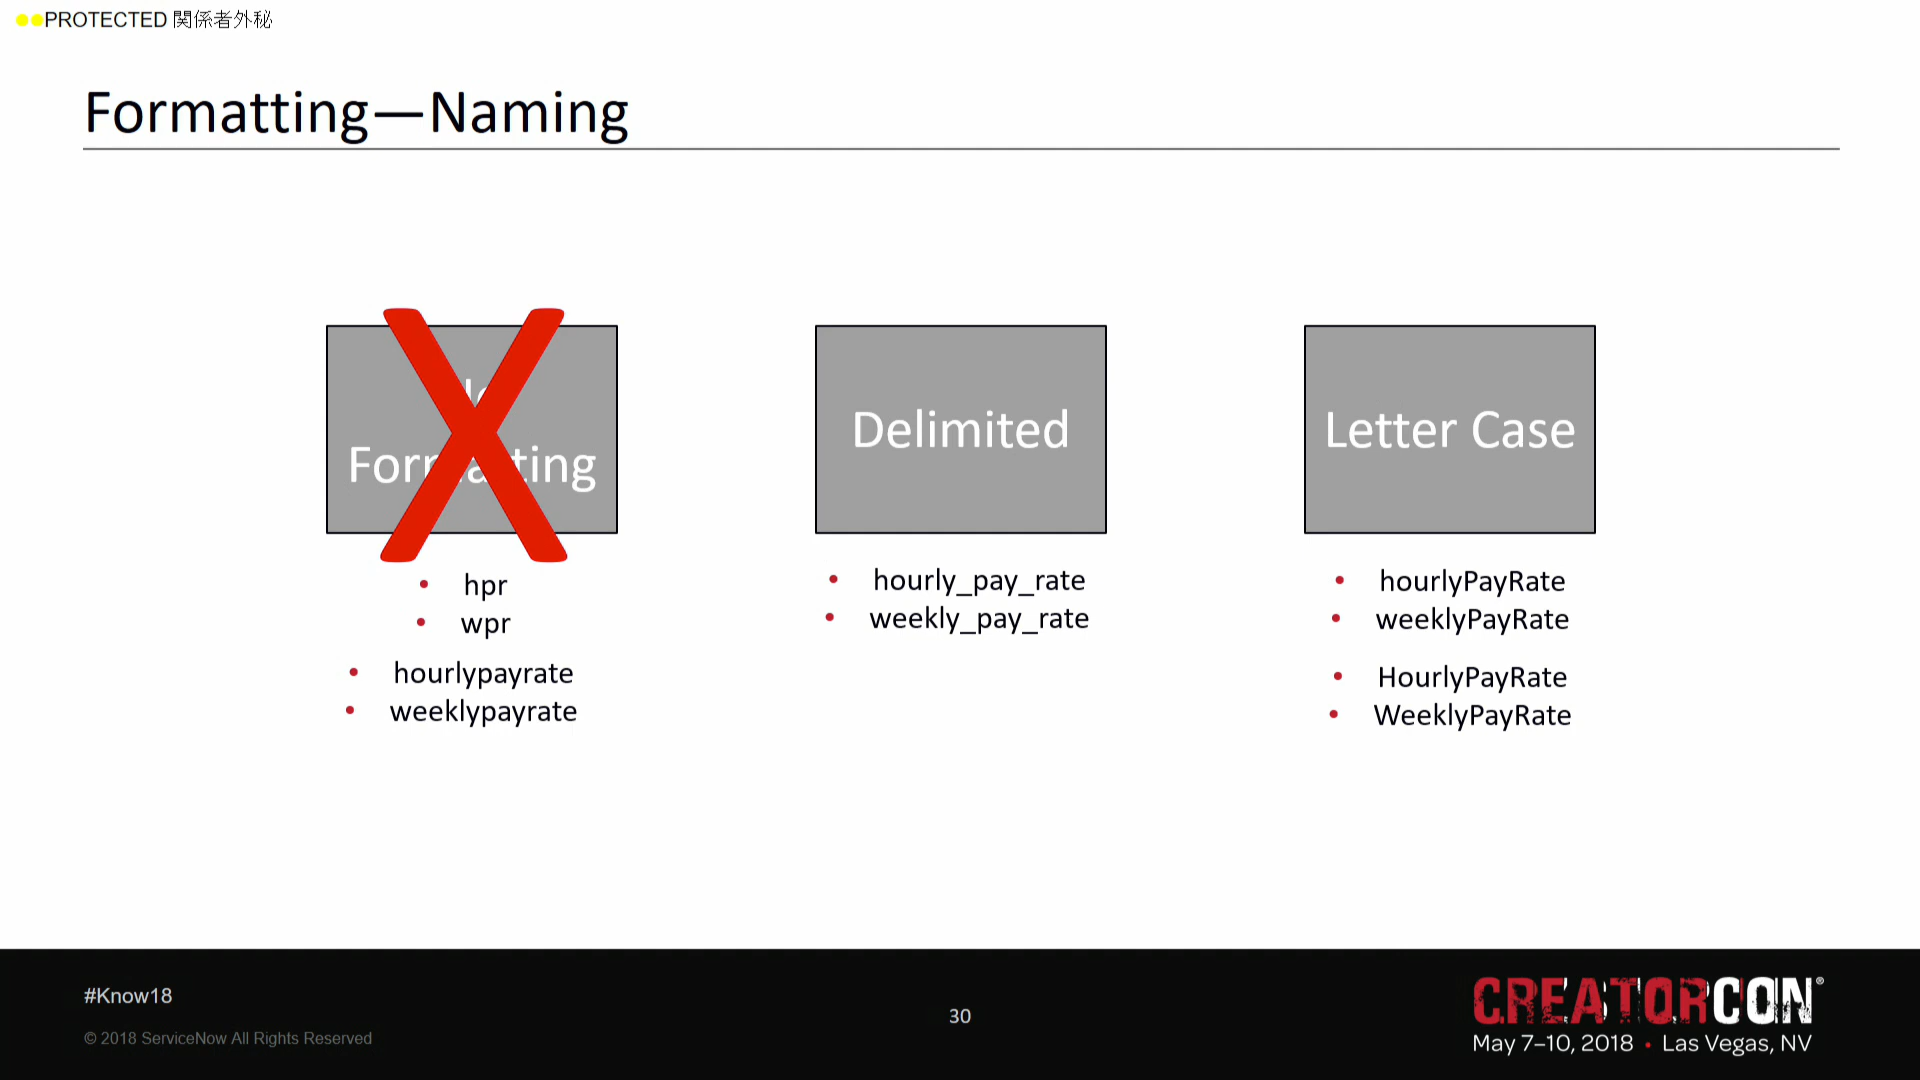 PROTECTED 関係者外秘
Formatting—Naming
Formatting
• hpr
• wpr
• hourlypayrate
• weeklypayrate
Delimited
• hourly_pay_rate
• weekly_pay_rate
Letter Case
• hourlyPayRate
• weeklyPayRate
• HourlyPayRate
• WeeklyPayRate
#Know18
© 2018 ServiceNow All Rights Reserved
30
CREATORCON®
May 7–10, 2018 • Las Vegas, NV